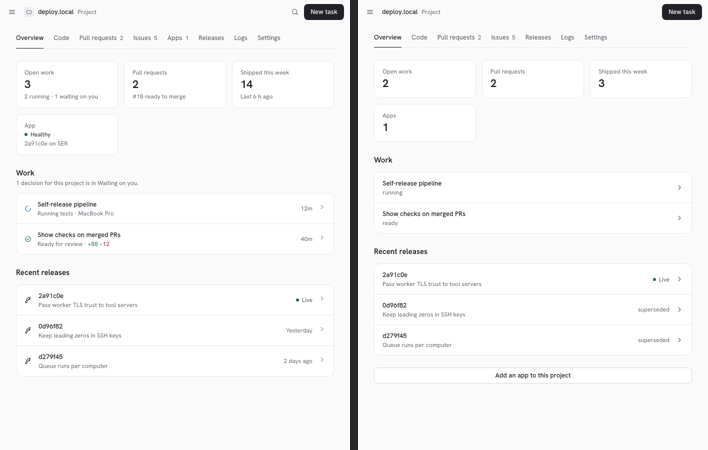 deploy.local Project
New task
Overview Code Pull requests 2 Issues 5 Apps 1 Releases Logs Settings
Open work
3
2 running · 1 waiting on you
Pull requests
2
#18 ready to merge
Shipped this week
14
Last 6 h ago
App
Healthy
2a91c0e on SER
Work
1 decision for this project is in Waiting on you.
Self-release pipeline
Running tests · MacBook Pro
12m
Show checks on merged PRs
Ready for review · +88 -12
40m
Recent releases
2a91c0e
Pass worker TLS trust to tool servers
Live
0d96f82
Keep leading zeros in SSH keys
Yesterday
d279f45
Queue runs per computer
2 days ago
deploy.local Project
New task
Overview Code Pull requests 2 Issues 5 Releases Logs Settings
Open work
2
Pull requests
2
Shipped this week
3
Apps
1
Work
Self-release pipeline
running
Show checks on merged PRs
ready
Recent releases
2a91c0e
Pass worker TLS trust to tool servers
Live
0d96f82
Keep leading zeros in SSH keys
superseded
d279f45
Queue runs per computer
superseded
Add an app to this project